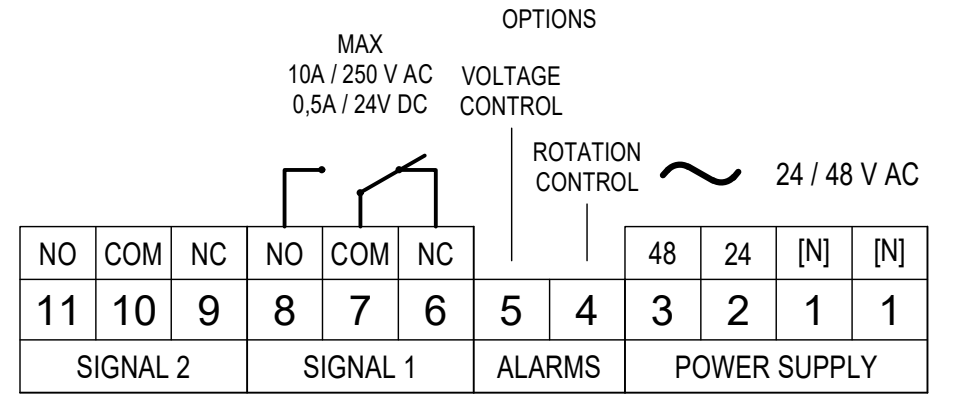 OPTIONS
MAX
10A / 250 V AC
0,5A / 24V DC
VOLTAGE
CONTROL
ROTATION
CONTROL
24 / 48 V AC
NO COM NC NO COM NC 48 24 [N] [N]
11 10 9 8 7 6 5 4 3 2 1 1
SIGNAL 2 SIGNAL 1 ALARMS POWER SUPPLY